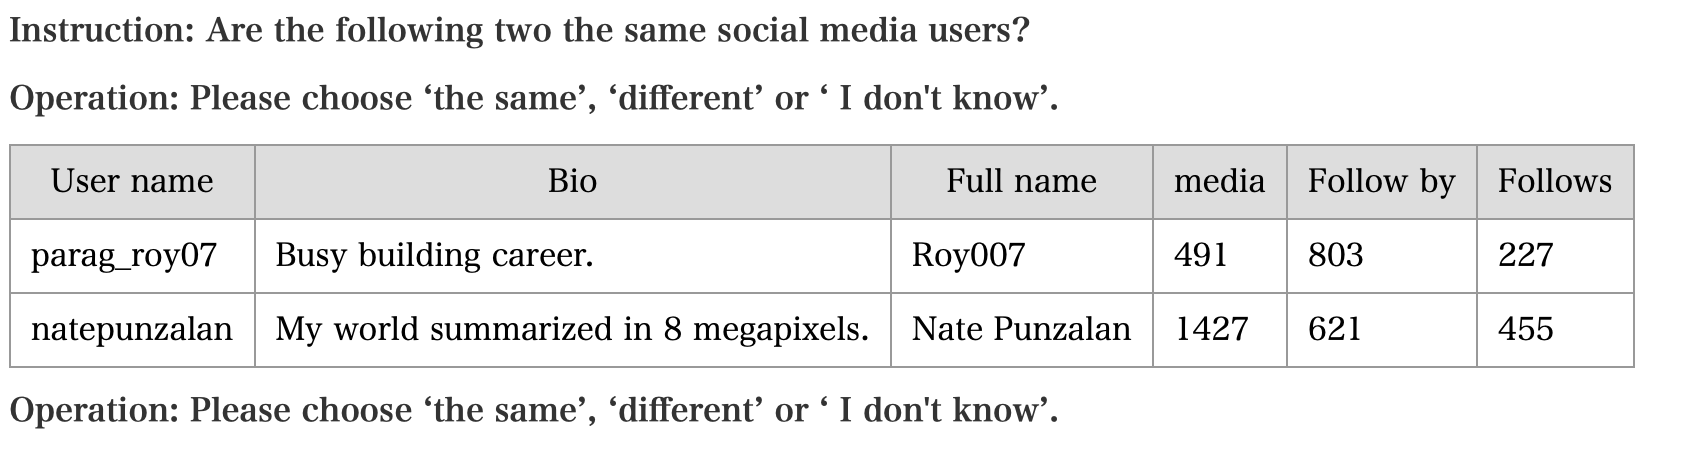 Instruction: Are the following two the same social media users?
Operation: Please choose ‘the same’, ‘different’ or ‘ I don't know’.
User name Bio Full name media Follow by Follows
parag_roy07 Busy building career. Roy007 491 803 227
natepunzalan My world summarized in 8 megapixels. Nate Punzalan 1427 621 455
Operation: Please choose ‘the same’, ‘different’ or ‘ I don't know’.